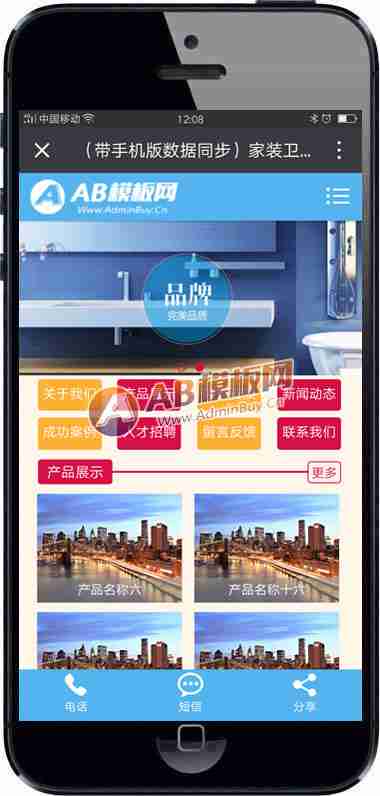 中国移动
12:08
（带手机版数据同步）家装卫...
AB模板网
Www.AdminBuy.Cn
品牌
完美品质
关于我们
新闻动态
AB模板网
Www.AdminBuy.Cn
成功案例
人才招聘
留言反馈
联系我们
产品展示
更多
产品名称六
产品名称十六
电话
短信
分享